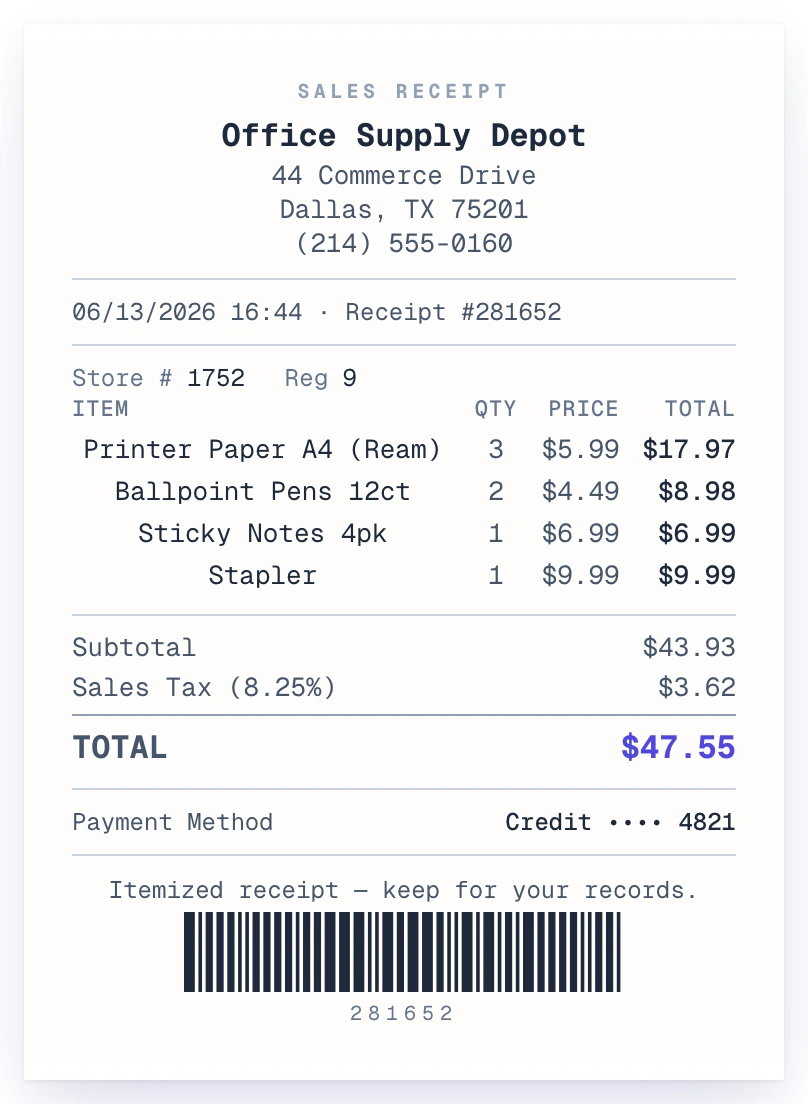 SALES RECEIPT
Office Supply Depot
44 Commerce Drive
Dallas, TX 75201
(214) 555-0160
06/13/2026 16:44 · Receipt #281652
Store # 1752 Reg 9
ITEM QTY PRICE TOTAL
Printer Paper A4 (Ream) 3 $5.99 $17.97
Ballpoint Pens 12ct 2 $4.49 $8.98
Sticky Notes 4pk 1 $6.99 $6.99
Stapler 1 $9.99 $9.99
Subtotal $43.93
Sales Tax (8.25%) $3.62
TOTAL $47.55
Payment Method Credit •••• 4821
Itemized receipt — keep for your records.
281652